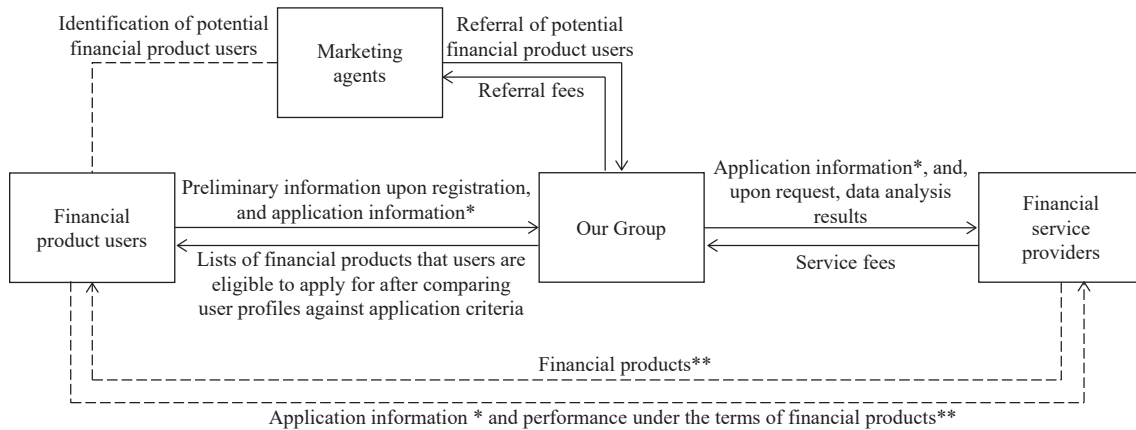 Identification of potential
financial product users
Marketing
agents
Referral of potential
financial product users
Referral fees
Financial
product users
Preliminary information upon registration,
and application information*
Lists of financial products that users are
eligible to apply for after comparing
user profiles against application criteria
Our Group
Application information*, and,
upon request, data analysis
results
Service fees
Financial
service
providers
Financial products**
Application information * and performance under the terms of financial products**